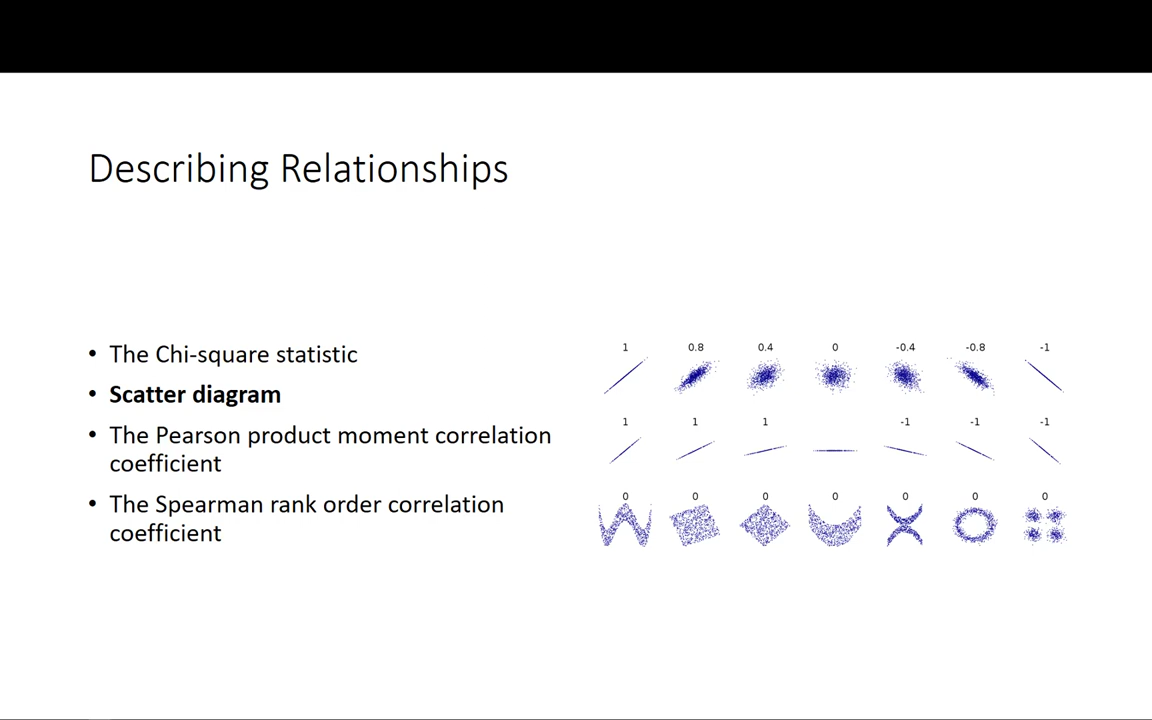 Describing Relationships
• The Chi-square statistic
• Scatter diagram
• The Pearson product moment correlation
coefficient
• The Spearman rank order correlation
coefficient
1 0.8 0.4 0 -0.4 -0.8 -1
1 1 1 -1 -1 -1
0 0 0 0 0 0 0